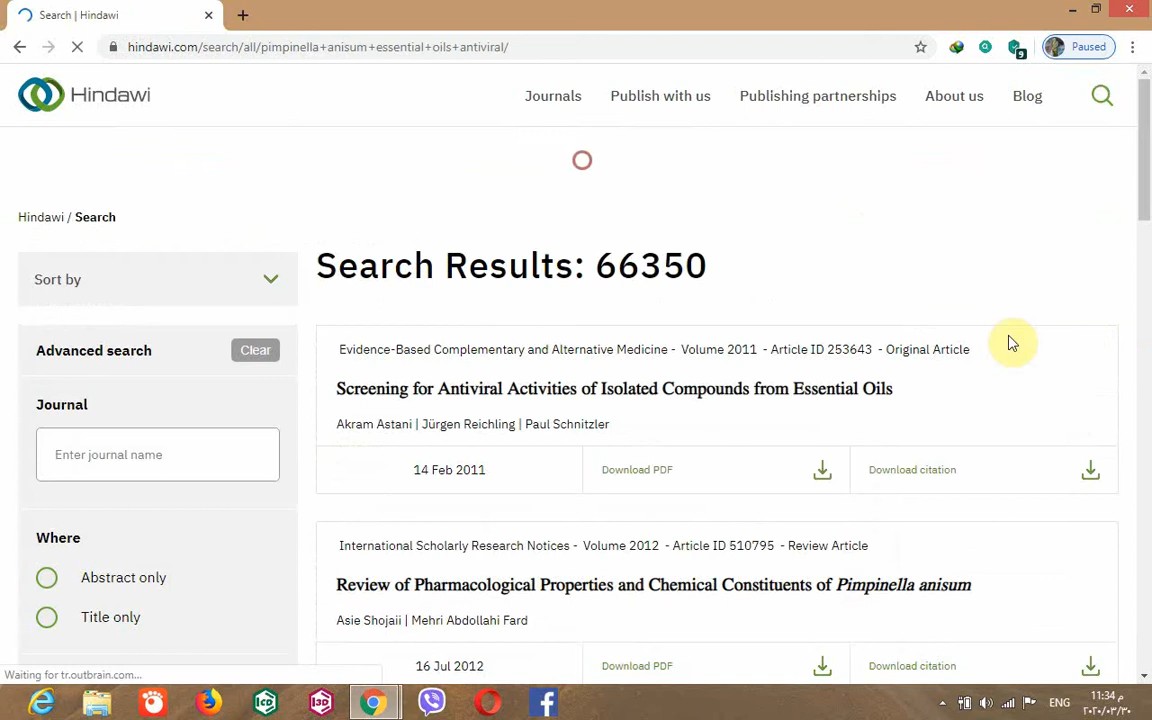 Search | Hindawi
hindawi.com/search/all/pimpinella+anisum+essential+oils+antiviral/
9
Paused
Hindawi
Journals
Publish with us
Publishing partnerships
About us
Blog
Hindawi / Search
Sort by
Search Results: 66350
Advanced search
Clear
Evidence-Based Complementary and Alternative Medicine - Volume 2011 - Article ID 253643 - Original Article
Screening for Antiviral Activities of Isolated Compounds from Essential Oils
Journal
Akram Astani | Jürgen Reichling | Paul Schnitzler
Enter journal name
14 Feb 2011
Download PDF
Download citation
Where
International Scholarly Research Notices - Volume 2012 - Article ID 510795 - Review Article
Abstract only
Review of Pharmacological Properties and Chemical Constituents of Pimpinella anisum
Title only
Asie Shojaii | Mehri Abdollahi Fard
16 Jul 2012
Download PDF
Download citation
Waiting for tr.outbrain.com...
ICD
I3D
ENG
11:34 م
٢٠٢٠/٠٣/٣٠